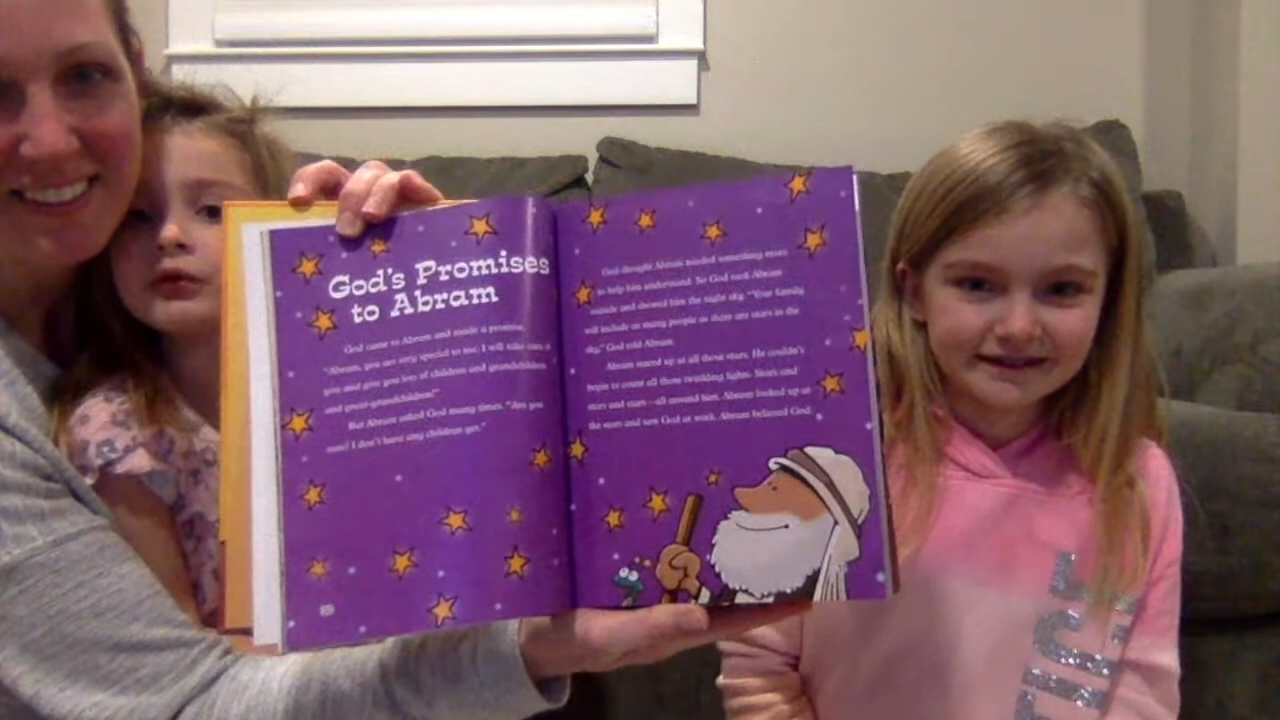 God's Promises
to Abram
God came to Abram and made a promise.
"Abram, you are very special to me. I will take care of
you and give you lots of children and grandchildren
and great-grandchildren!"
But Abram asked God many times, "Are you
sure? I don't have any children yet."
God thought Abram needed something more
to help him understand. So God took Abram
outside and showed him the night sky. "Your family
will include as many people as there are stars in the
sky," God told Abram.
Abram stared up at all those stars. He couldn't
begin to count all those twinkling lights. Stars and
stars and stars—all around him. Abram looked up at
the stars and saw God at work. Abram believed God.